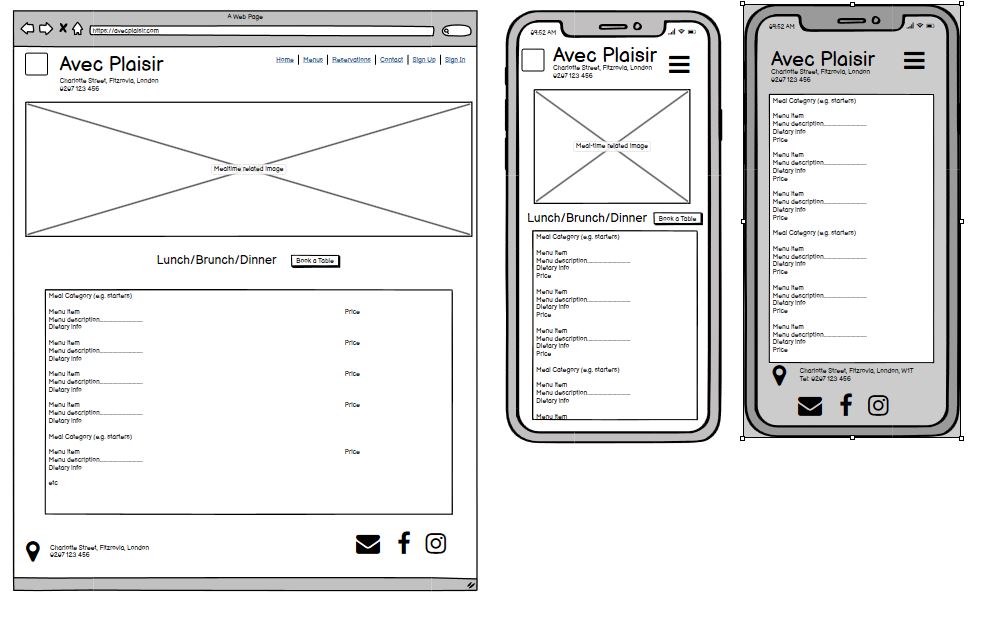 A Web Page
https://avecplaisir.com
Avec Plaisir
Home | Menus | Reservations | Contact | Sign Up | Sign In
Charlotte Street, Fitzrovia, London
0207 123 456
Mealtime related image
Lunch/Brunch/Dinner
Book a Table
Meal Category (e.g. starters)
Menu Item Price
Menu description
Dietary Info
Menu Item Price
Menu description
Dietary Info
Menu Item Price
Menu description
Dietary Info
Menu Item Price
Menu description
Dietary Info
Meal Category (e.g. starters)
Menu Item Price
Menu description
Dietary Info
etc
Charlotte Street, Fitzrovia, London
0207 123 456
09:52 AM
Avec Plaisir
Charlotte Street, Fitzrovia, London
0207 123 456
Meal-time related image
Lunch/Brunch/Dinner
Book a Table
Meal Category (e.g. starters)
Menu Item
Menu description
Dietary Info
Price
Menu Item
Menu description
Dietary Info
Price
Menu Item
Menu description
Dietary Info
Price
Meal Category (e.g. starters)
Menu Item
Menu description
Dietary Info
Menu Item
09:52 AM
Avec Plaisir
Charlotte Street, Fitzrovia, London
0207 123 456
Meal Category (e.g. starters)
Menu Item
Menu description
Dietary Info
Price
Menu Item
Menu description
Dietary Info
Price
Menu Item
Menu description
Dietary Info
Price
Meal Category (e.g. starters)
Menu Item
Menu description
Dietary Info
Price
Menu Item
Menu description
Dietary Info
Price
Menu Item
Menu description
Dietary Info
Price
Charlotte Street, Fitzrovia, London, W1T
Tel: 0207 123 456